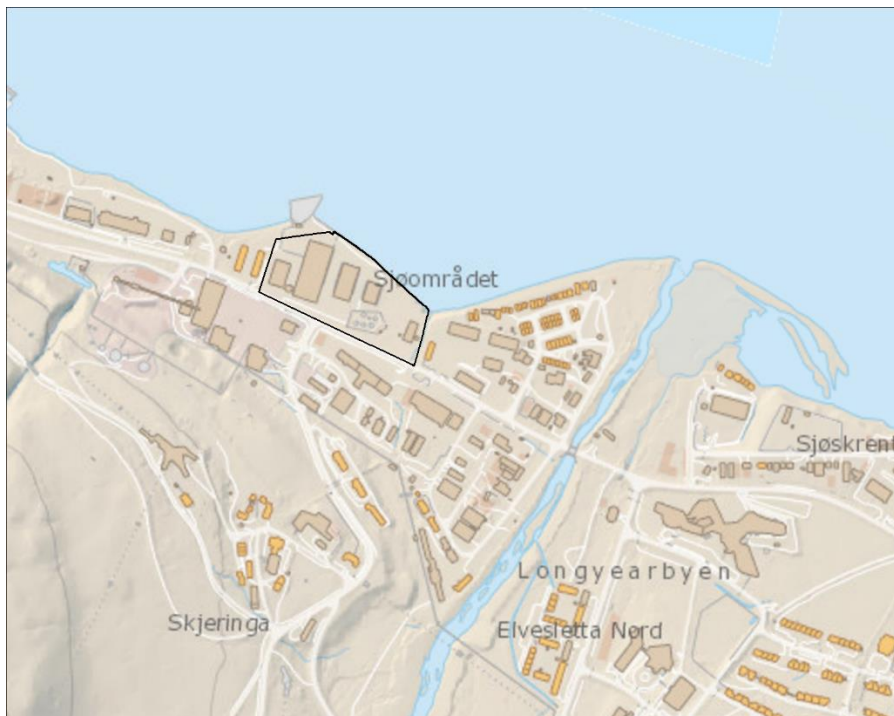 Sjøområdet
Sjøskrent
Longyearbyen
Skjeringa
Elvesletta Nord